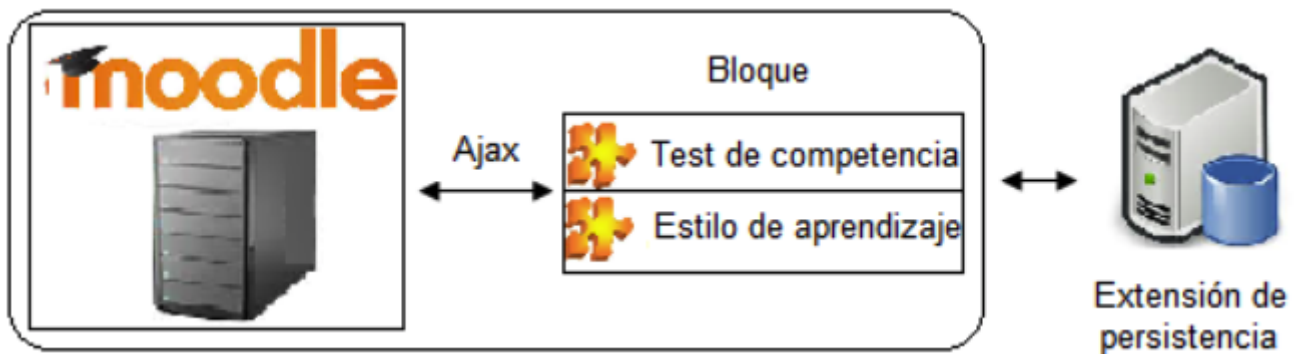 moodle
Bloque
Ajax
Test de competencia
Estilo de aprendizaje
Extensión de
persistencia